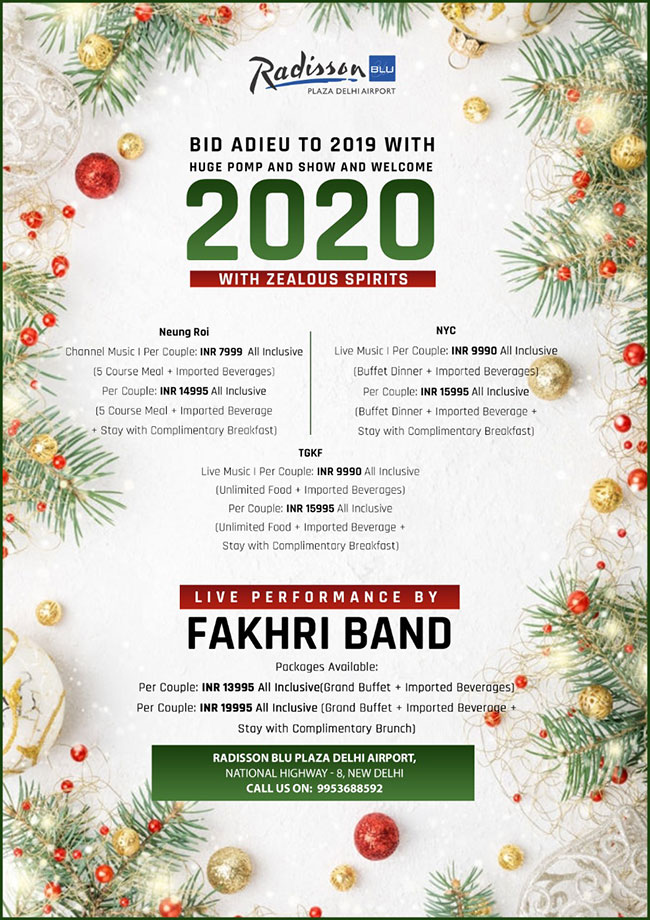 Radisson BLU
PLAZA DELHI AIRPORT
BID ADIEU TO 2019 WITH
HUGE POMP AND SHOW AND WELCOME
2020
WITH ZEALOUS SPIRITS
Neung Roi
Channel Music | Per Couple: INR 7999 All Inclusive
(5 Course Meal + Imported Beverages)
Per Couple: INR 14995 All Inclusive
(5 Course Meal + Imported Beverage
+ Stay with Complimentary Breakfast)
NYC
Live Music | Per Couple: INR 9990 All Inclusive
(Buffet Dinner + Imported Beverages)
Per Couple: INR 15995 All Inclusive
(Buffet Dinner + Imported Beverage +
Stay with Complimentary Breakfast)
TGKF
Live Music | Per Couple: INR 9990 All Inclusive
(Unlimited Food + Imported Beverages)
Per Couple: INR 15995 All Inclusive
(Unlimited Food + Imported Beverage +
Stay with Complimentary Breakfast)
LIVE PERFORMANCE BY
FAKHRI BAND
Packages Available:
Per Couple: INR 13995 All Inclusive(Grand Buffet + Imported Beverages)
Per Couple: INR 19995 All Inclusive (Grand Buffet + Imported Beverage +
Stay with Complimentary Brunch)
RADISSON BLU PLAZA DELHI AIRPORT,
NATIONAL HIGHWAY - 8, NEW DELHI
CALL US ON: 9953688592